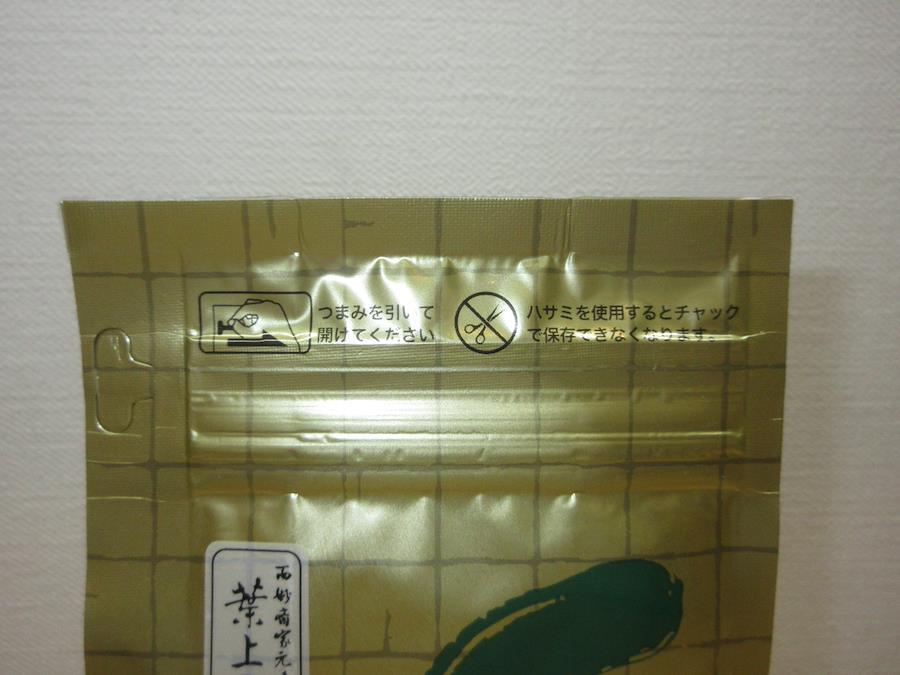 つまみを引いて
開けてください
ハサミを使用するとチャック
で保存できなくなります。
葉上